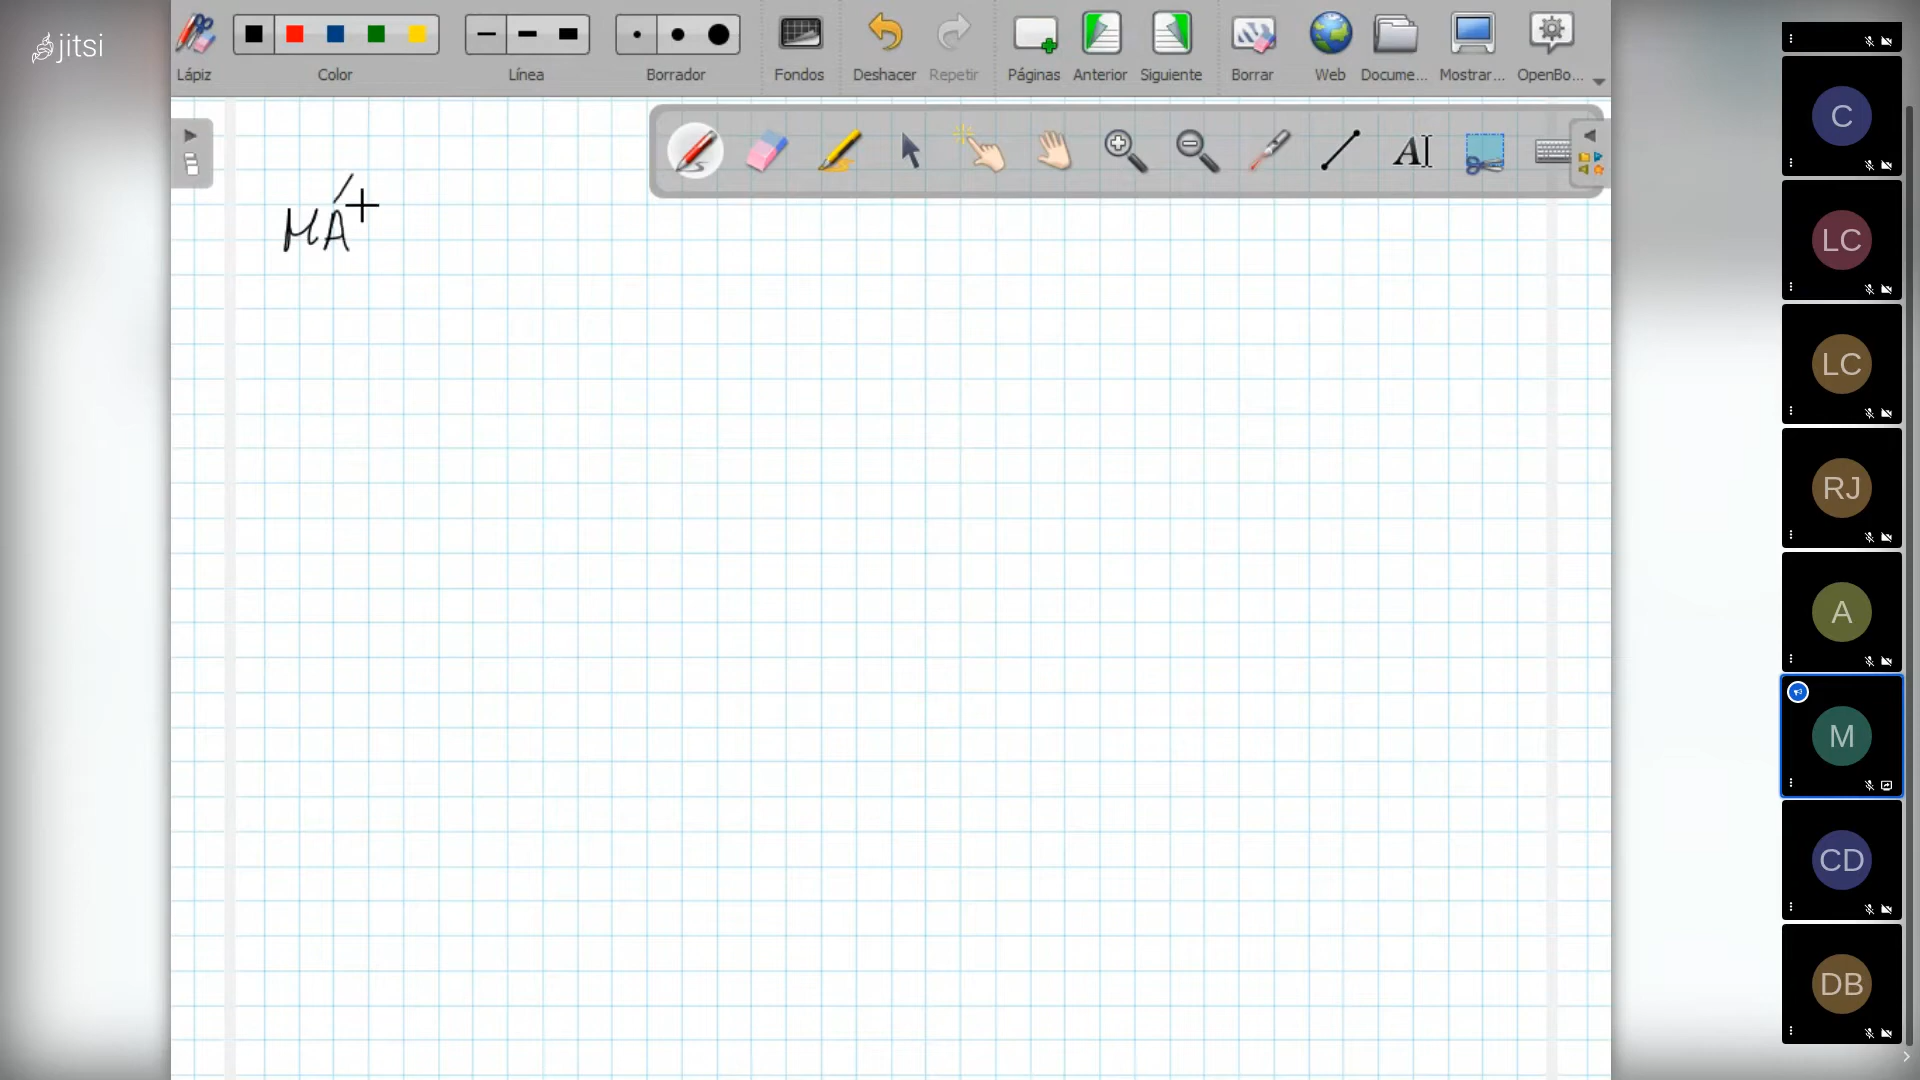 jitsi
Lápiz Color Línea Borrador Fondos Deshacer Repetir Páginas Anterior Siguiente Borrar Web Docume... Mostrar... OpenBo...
A
MÁ
C
LC
LC
RJ
A
M
CD
DB